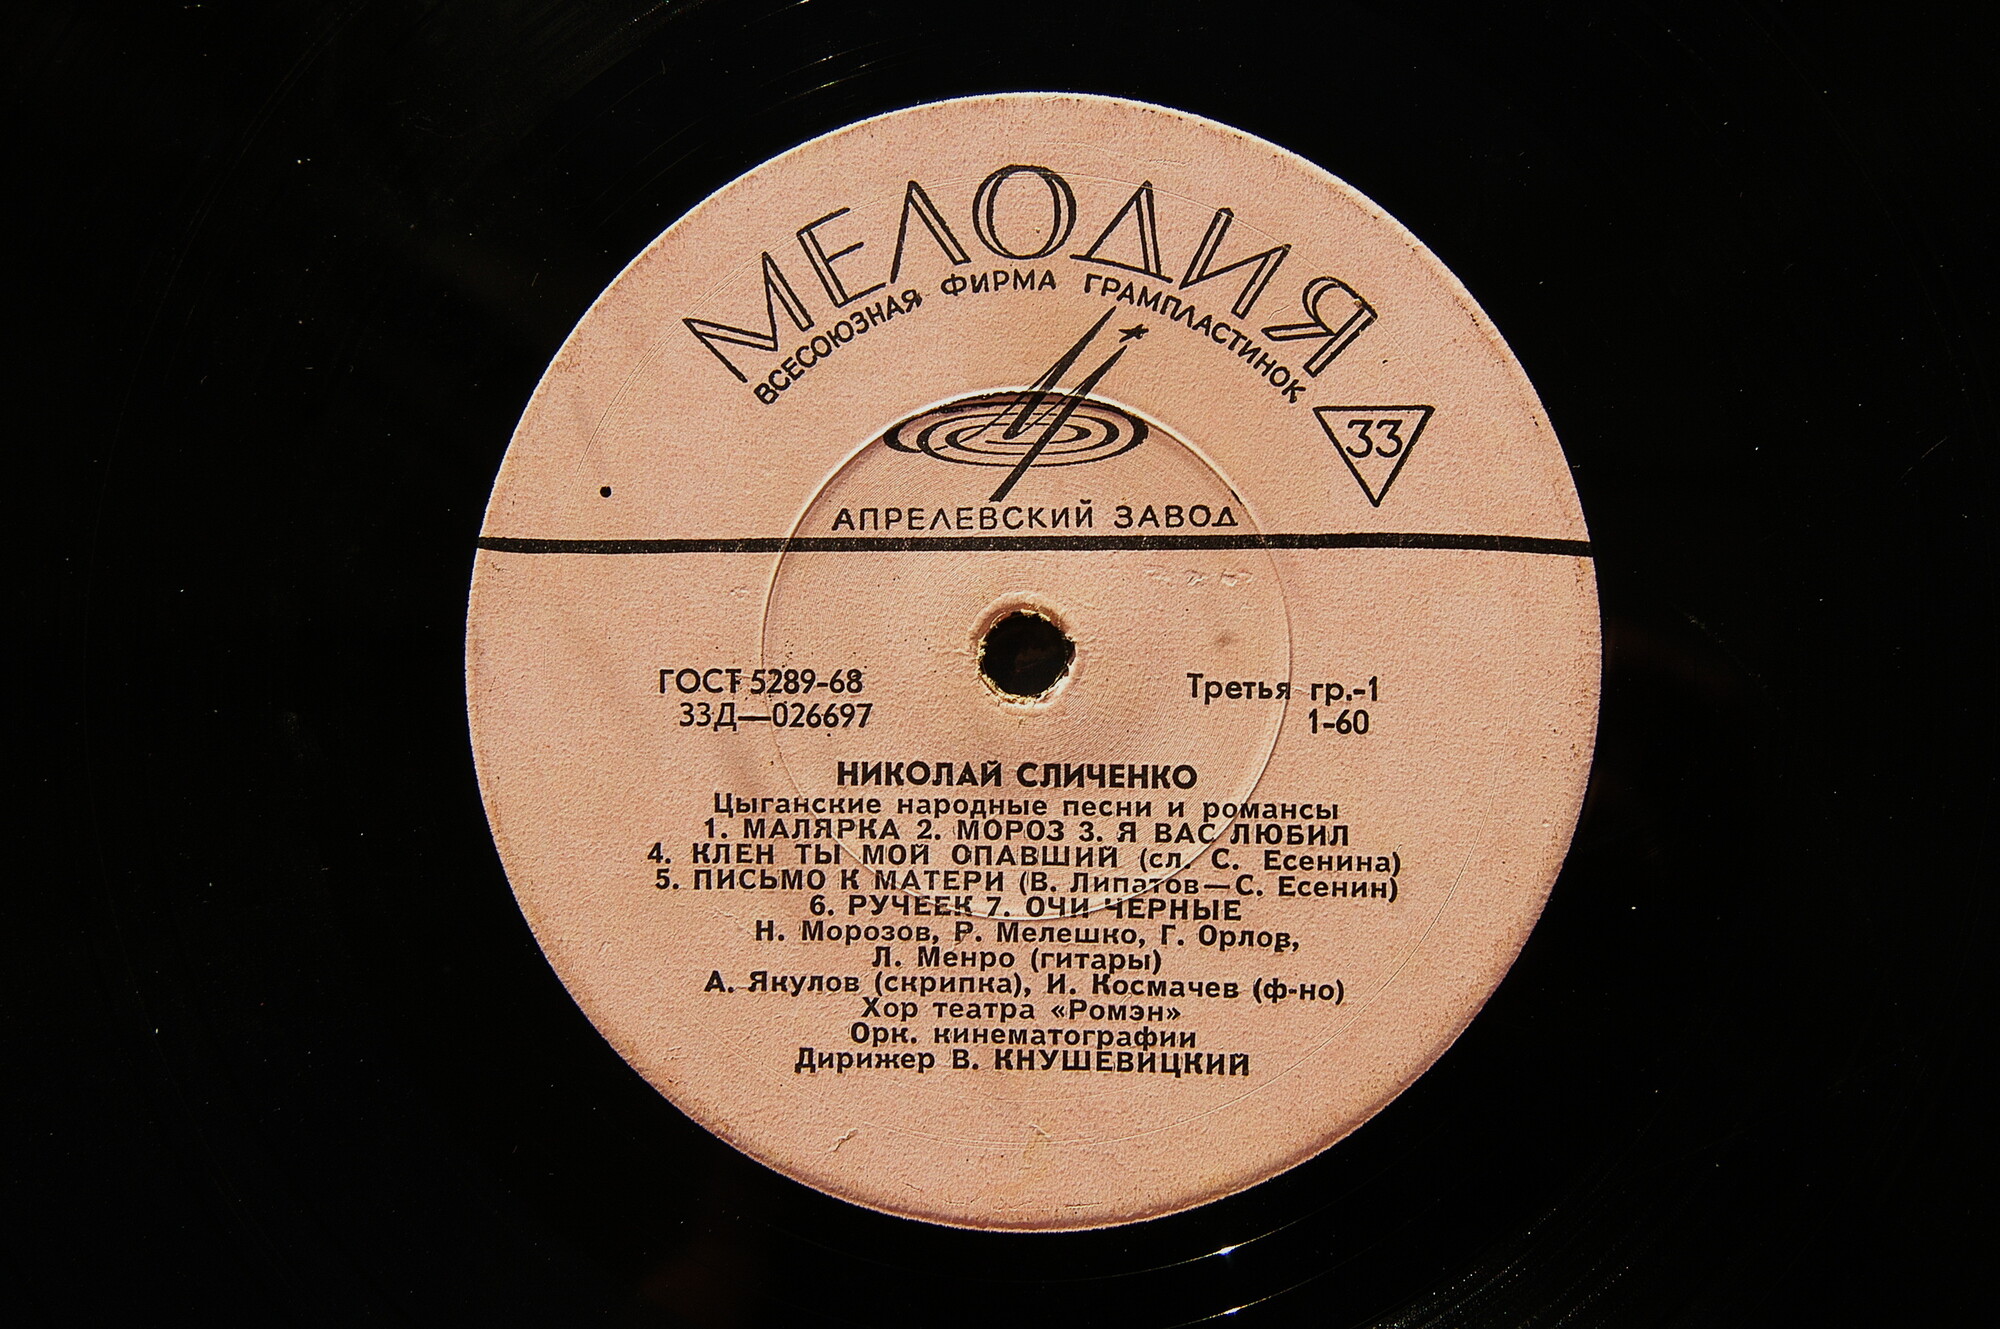 МЕЛОДИЯ
ВСЕСОЮЗНАЯ ФИРМА ГРАМПЛАСТИНОК
33
АПРЕЛЕВСКИЙ ЗАВОД
ГОСТ 5289-68
Третья гр.-1
33Д—026697
1-60
НИКОЛАЙ СЛИЧЕНКО
Цыганские народные песни и романсы
1. МАЛЯРКА 2. МОРОЗ 3. Я ВАС ЛЮБИЛ
4. КЛЕН ТЫ МОЙ ОПАВШИЙ (сл. С. Есенина)
5. ПИСЬМО К МАТЕРИ (В. Липатов—С. Есенин)
6. РУЧЕЕК 7. ОЧИ ЧЕРНЫЕ
Н. Морозов, Р. Мелешко, Г. Орлов,
Л. Менро (гитары)
А. Якулов (скрипка), И. Космачев (ф-но)
Хор театра «Ромэн»
Орк. кинематографии
Дирижер В. КНУШЕВИЦКИЙ